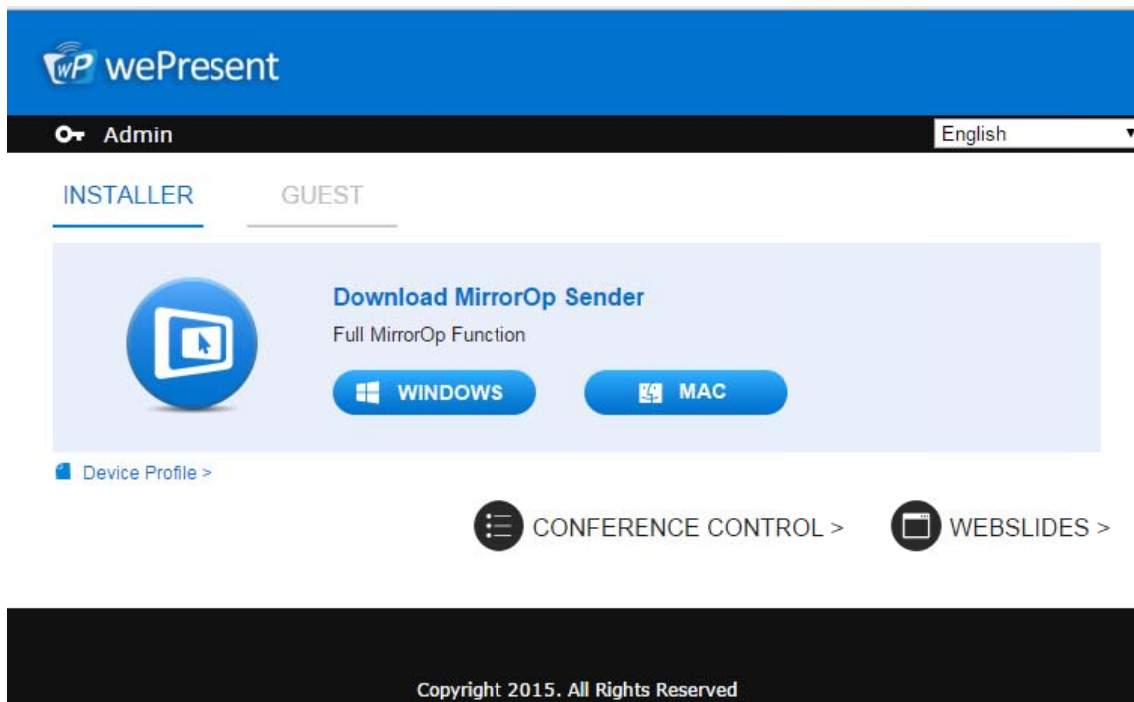 wP wePresent
Admin
English
INSTALLER GUEST
Download MirrorOp Sender
Full MirrorOp Function
WINDOWS MAC
Device Profile >
CONFERENCE CONTROL > WEBSLIDES >
Copyright 2015. All Rights Reserved